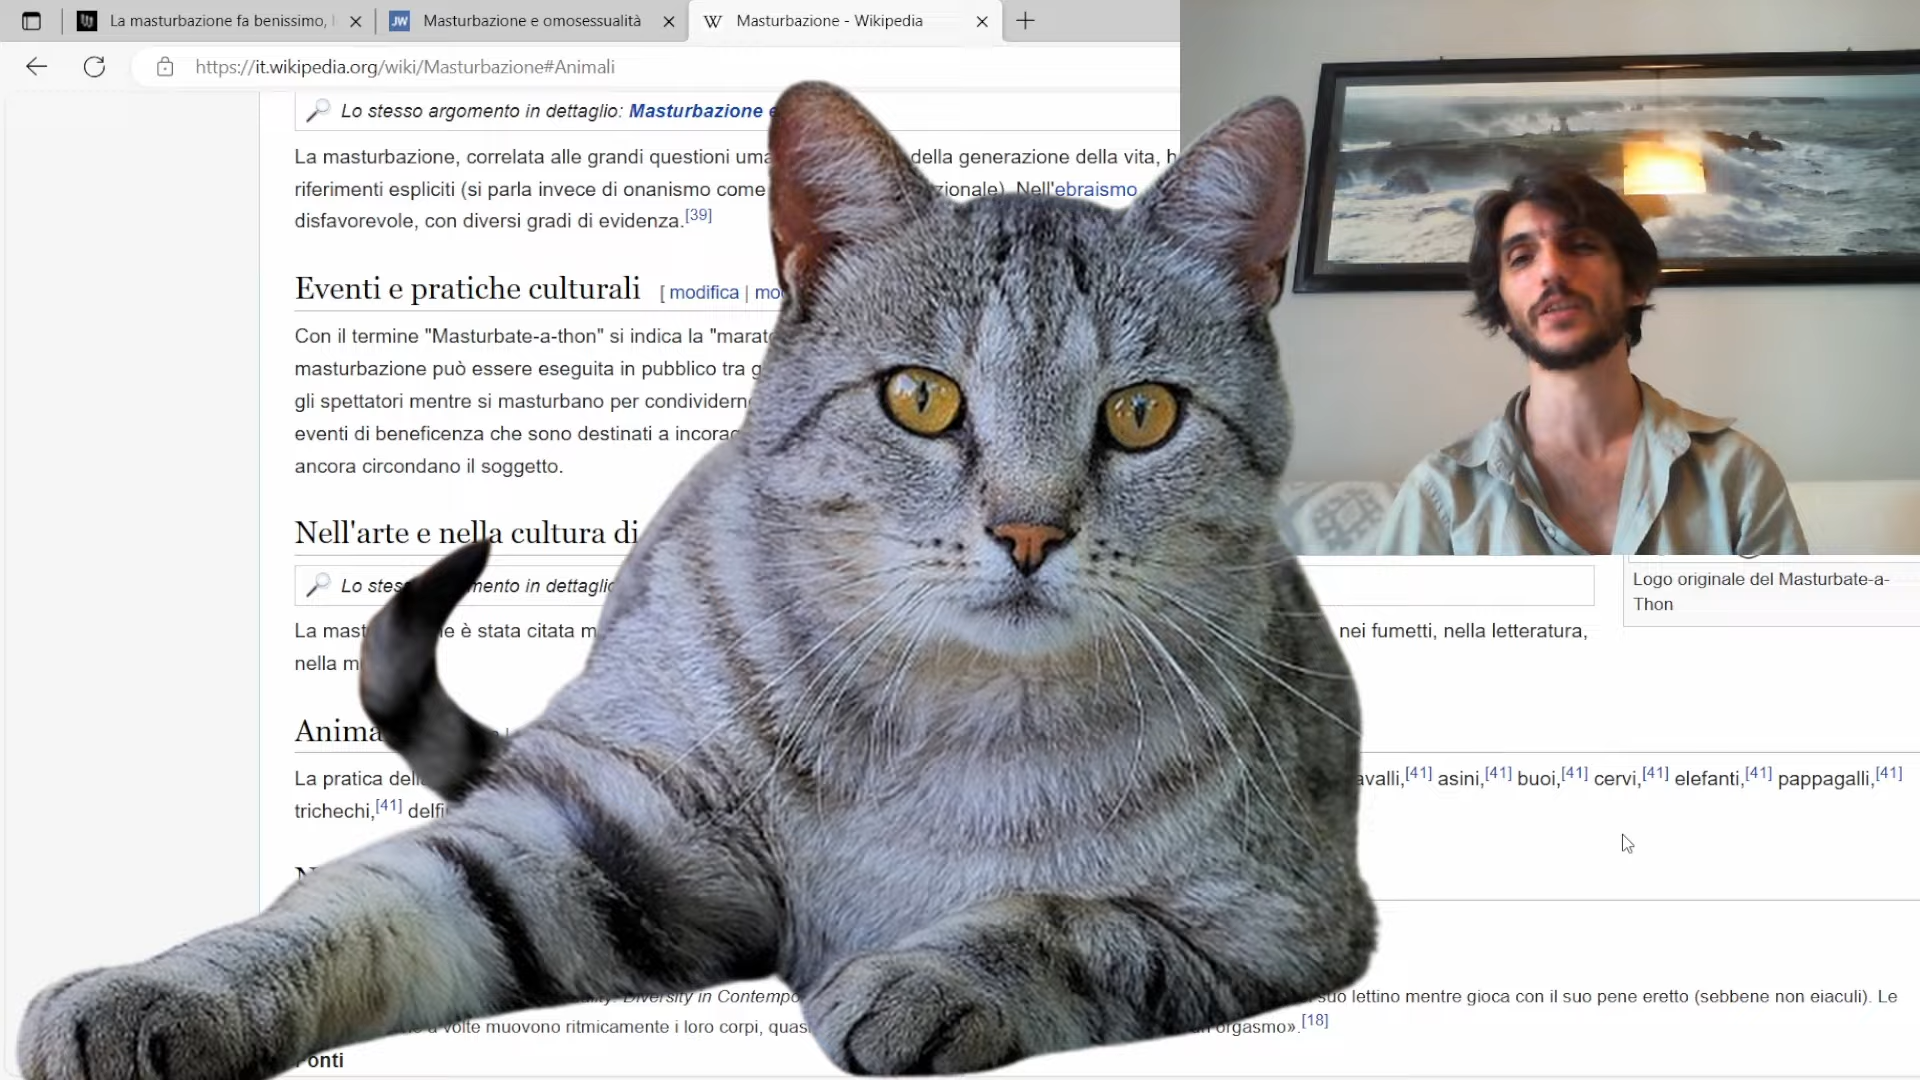 La masturbazione fa benissimo,
Masturbazione e omosessualità
Masturbazione - Wikipedia
https://it.wikipedia.org/wiki/Masturbazione#Animali
Lo stesso argomento in dettaglio: Masturbazione e
La masturbazione, correlata alle grandi questioni uma della generazione della vita, h
riferimenti espliciti (si parla invece di onanismo come zionale). Nell'ebraismo
disfavorevole, con diversi gradi di evidenza.[39]
Eventi e pratiche culturali [ modifica | mo
Con il termine "Masturbate-a-thon" si indica la "marat
masturbazione può essere eseguita in pubblico tra g
gli spettatori mentre si masturbano per condividerne
eventi di beneficenza che sono destinati a incorag
ancora circondano il soggetto.
Nell'arte e nella cultura di
Lo stes mento in dettaglio
Logo originale del Masturbate-a-
Thon
La mast e è stata citata m nei fumetti, nella letteratura,
nella m
Anima
La pratica dell avalli,[41] asini,[41] buoi,[41] cervi,[41] elefanti,[41] pappagalli,[41]
trichechi,[41] delfi
Diversity in Contempo suo lettino mentre gioca con il suo pene eretto (sebbene non eiaculi). Le
a volte muovono ritmicamente i loro corpi, quas orgasmo».[18]
Fonti